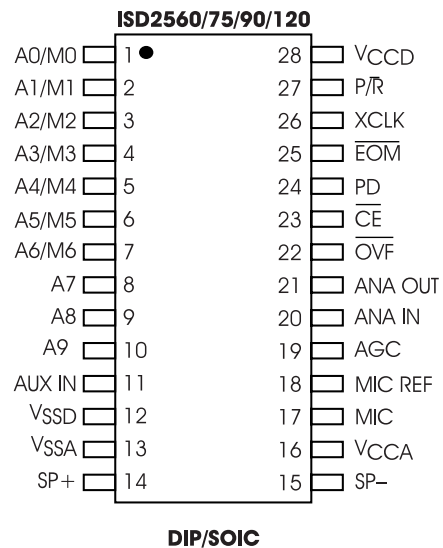 ISD2560/75/90/120
A0/M0 1 28 VCCD
A1/M1 2 27 P/R̅
A2/M2 3 26 XCLK
A3/M3 4 25 E̅O̅M̅
A4/M4 5 24 PD
A5/M5 6 23 C̅E̅
A6/M6 7 22 O̅V̅F̅
A7 8 21 ANA OUT
A8 9 20 ANA IN
A9 10 19 AGC
AUX IN 11 18 MIC REF
VSSD 12 17 MIC
VSSA 13 16 VCCA
SP+ 14 15 SP–
DIP/SOIC